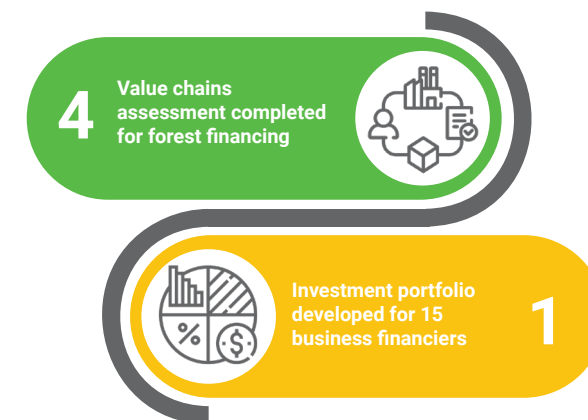 4
Value chains
assessment completed
for forest financing
Investment portfolio
developed for 15
business financiers
1
%
$